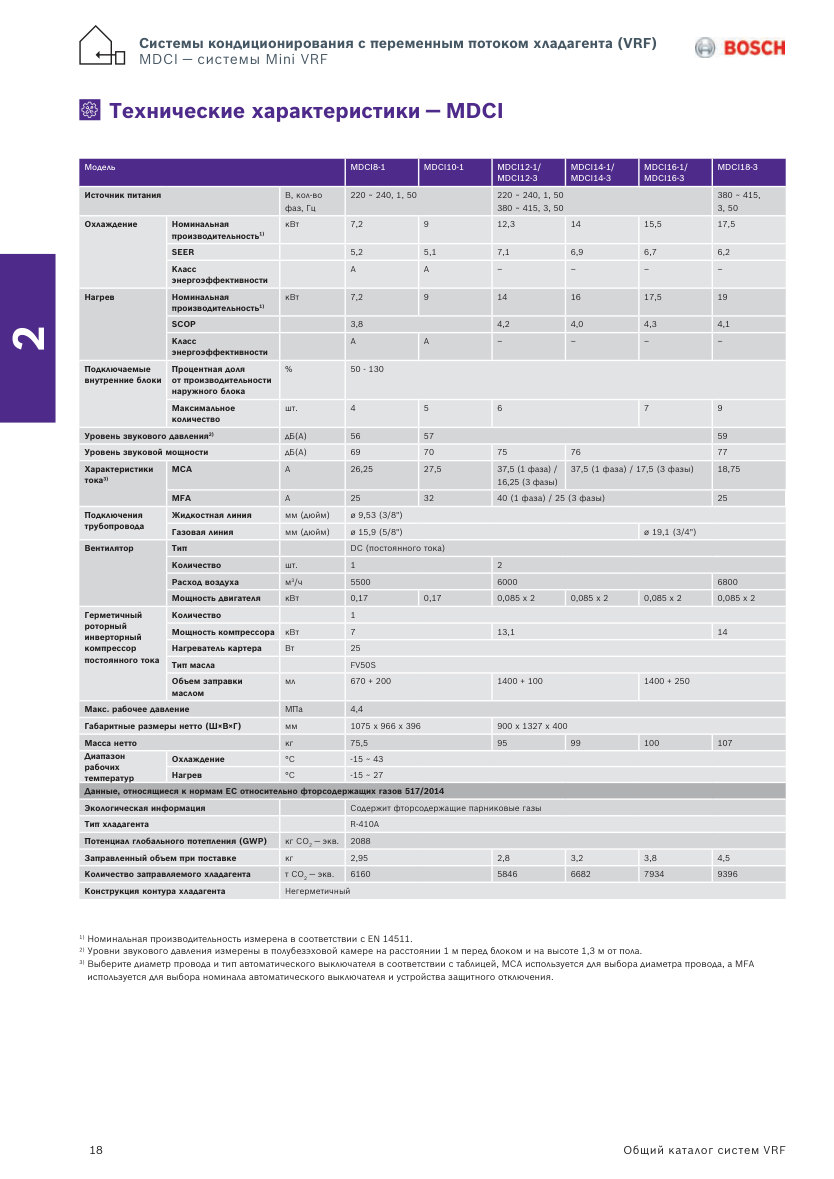 Системы кондиционирования с переменным потоком хладагента (VRF)
MDCI — системы Mini VRF
BOSCH
Технические характеристики — MDCI
2
Модель MDCI8-1 MDCI10-1 MDCI12-1/ MDCI14-1/ MDCI16-1/ MDCI18-3
MDCI12-3 MDCI14-3 MDCI16-3
Источник питания В, кол-во 220 ~ 240, 1, 50 220 ~ 240, 1, 50 380 ~ 415,
фаз, Гц 380 ~ 415, 3, 50 3, 50
Охлаждение Номинальная кВт 7,2 9 12,3 14 15,5 17,5
производительность¹⁾
SEER 5,2 5,1 7,1 6,9 6,7 6,2
Класс A A – – – –
энергоэффективности
Нагрев Номинальная кВт 7,2 9 14 16 17,5 19
производительность¹⁾
SCOP 3,8 4,2 4,0 4,3 4,1
Класс A A – – – –
энергоэффективности
Подключаемые Процентная доля % 50 - 130
внутренние блоки от производительности
наружного блока
Максимальное шт. 4 5 6 7 9
количество
Уровень звукового давления²⁾ дБ(А) 56 57 59
Уровень звуковой мощности дБ(А) 69 70 75 76 77
Характеристики MCA А 26,25 27,5 37,5 (1 фаза) / 37,5 (1 фаза) / 17,5 (3 фазы) 18,75
тока³⁾ 16,25 (3 фазы)
MFA А 25 32 40 (1 фаза) / 25 (3 фазы) 25
Подключения Жидкостная линия мм (дюйм) ø 9,53 (3/8")
трубопровода Газовая линия мм (дюйм) ø 15,9 (5/8") ø 19,1 (3/4")
Вентилятор Тип DC (постоянного тока)
Количество шт. 1 2
Расход воздуха м³/ч 5500 6000 6800
Мощность двигателя кВт 0,17 0,17 0,085 x 2 0,085 x 2 0,085 x 2 0,085 x 2
Герметичный Количество 1
роторный
инверторный Мощность компрессора кВт 7 13,1 14
компрессор Нагреватель картера Вт 25
постоянного тока Тип масла FV50S
Объем заправки мл 670 + 200 1400 + 100 1400 + 250
маслом
Макс. рабочее давление МПа 4,4
Габаритные размеры нетто (Ш×В×Г) мм 1075 x 966 x 396 900 x 1327 x 400
Масса нетто кг 75,5 95 99 100 107
Диапазон Охлаждение °C -15 ~ 43
рабочих
температур Нагрев °C -15 ~ 27
Данные, относящиеся к нормам ЕС относительно фторсодержащих газов 517/2014
Экологическая информация Содержит фторсодержащие парниковые газы
Тип хладагента R-410A
Потенциал глобального потепления (GWP) кг CO₂ — экв. 2088
Заправленный объем при поставке кг 2,95 2,8 3,2 3,8 4,5
Количество заправляемого хладагента т CO₂ — экв. 6160 5846 6682 7934 9396
Конструкция контура хладагента Негерметичный
¹⁾ Номинальная производительность измерена в соответствии с EN 14511.
²⁾ Уровни звукового давления измерены в полубезэховой камере на расстоянии 1 м перед блоком и на высоте 1,3 м от пола.
³⁾ Выберите диаметр провода и тип автоматического выключателя в соответствии с таблицей, MCA используется для выбора диаметра провода, а MFA
используется для выбора номинала автоматического выключателя и устройства защитного отключения.
18 Общий каталог систем VRF